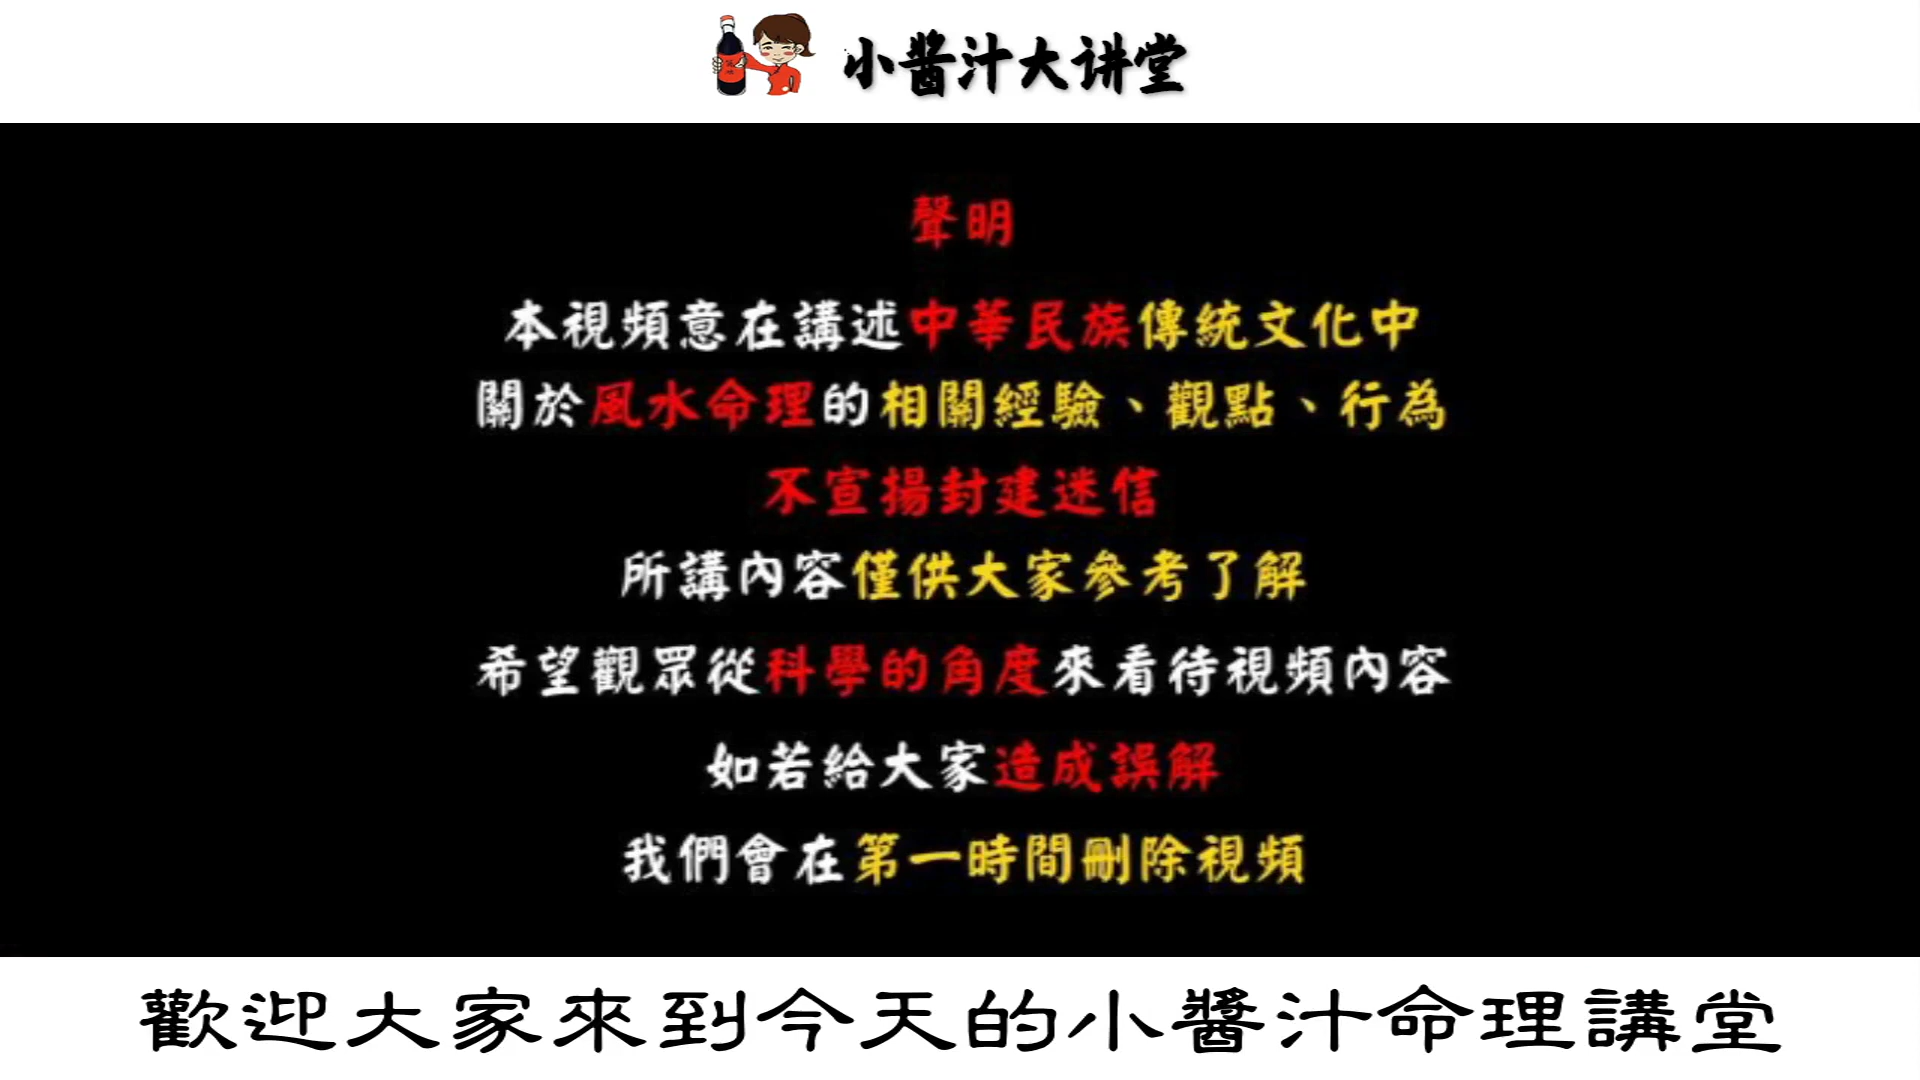 小醬汁大讲堂
聲明
本視頻意在講述中華民族傳統文化中
關於風水命理的相關經驗、觀點、行為
不宣揚封建迷信
所講內容僅供大家參考了解
希望觀眾從科學的角度來看待視頻內容
如若給大家造成誤解
我們會在第一時間刪除視頻
歡迎大家來到今天的小醬汁命理講堂